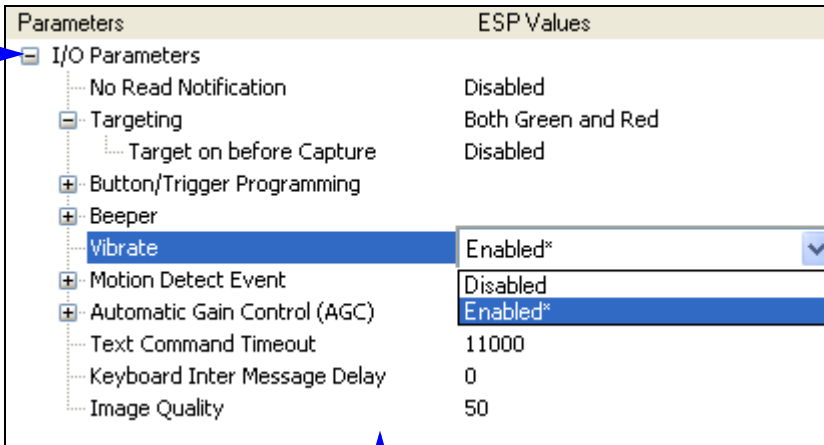 Parameters ESP Values
I/O Parameters
No Read Notification Disabled
Targeting Both Green and Red
Target on before Capture Disabled
Button/Trigger Programming
Beeper
Vibrate Enabled*
Disabled
Motion Detect Event
Enabled*
Automatic Gain Control (AGC)
Text Command Timeout 11000
Keyboard Inter Message Delay 0
Image Quality 50